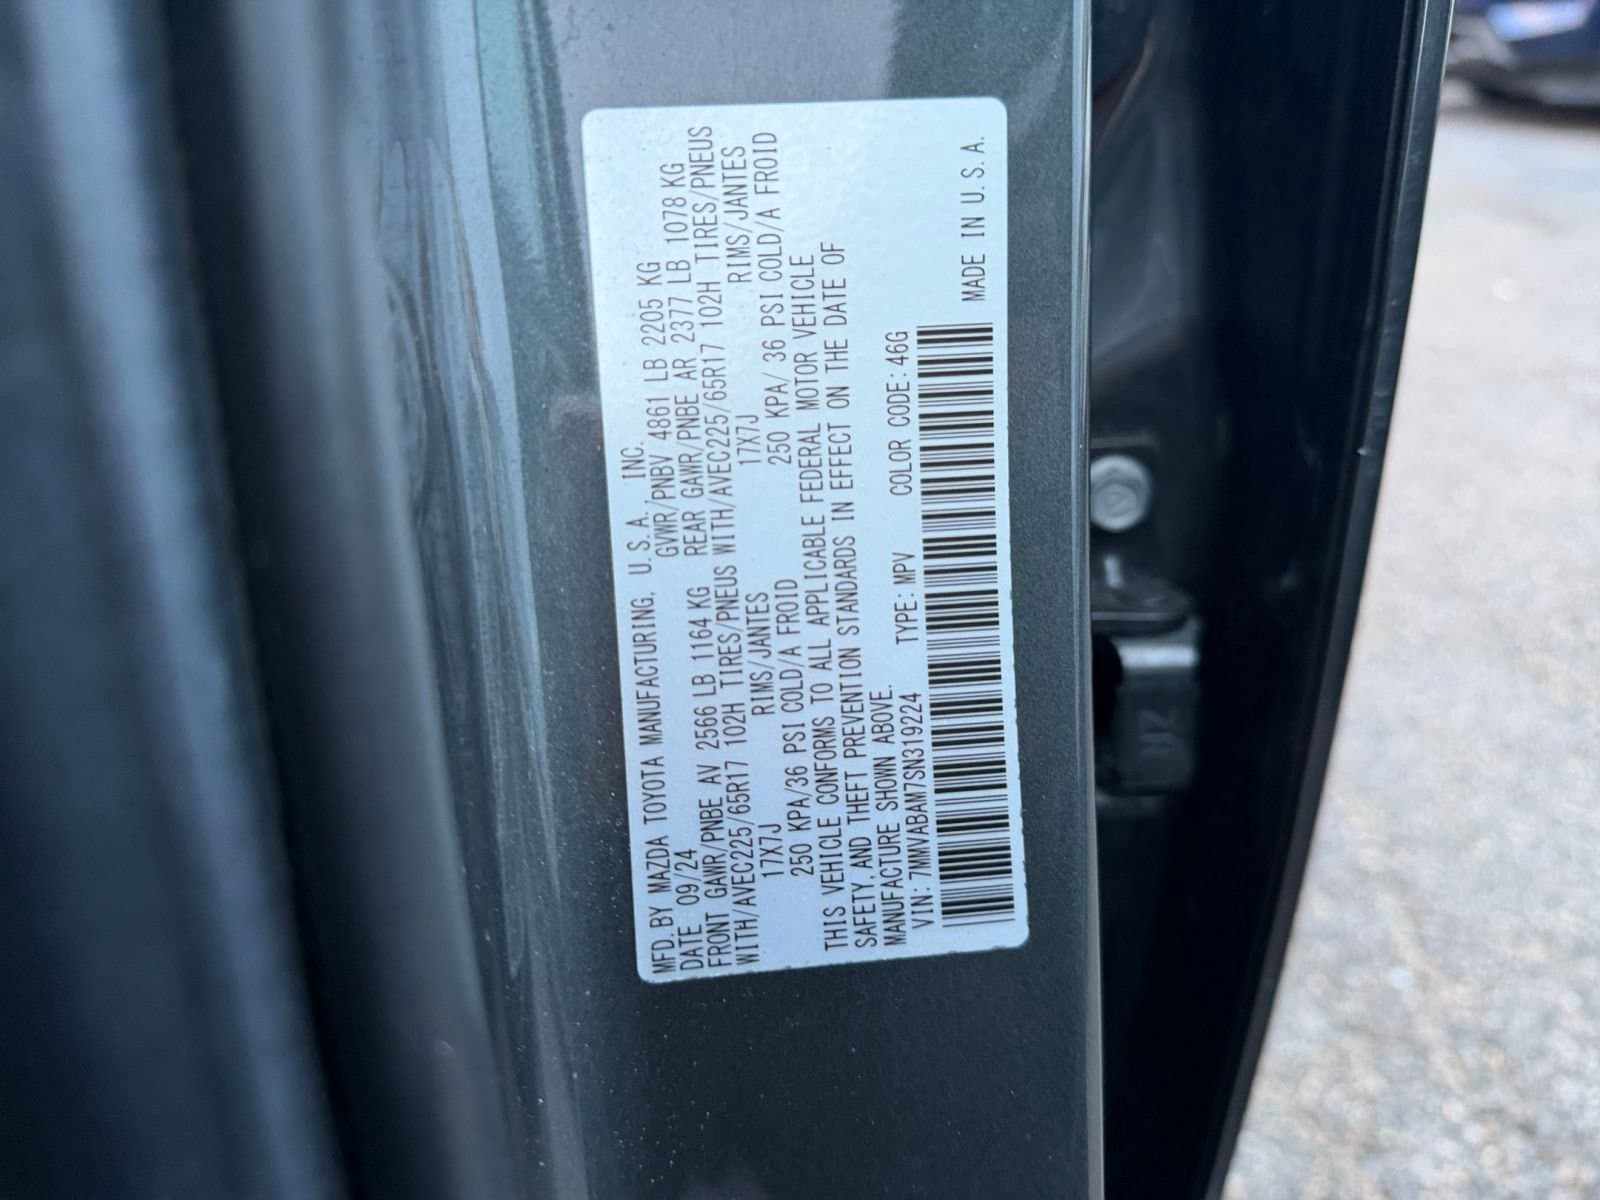 MFD. BY MAZDA TOYOTA MANUFACTURING, U. S. A., INC.
DATE 09/24 GVWR/PNBV 4861 LB 2205 KG
FRONT GAWR/PNBE AV 2566 LB 1164 KG REAR GAWR/PNBE AR 2377 LB 1078 KG
WITH/AVEC225/65R17 102H TIRES/PNEUS WITH/AVEC225/65R17 102H TIRES/PNEUS
17X7J RIMS/JANTES 17X7J RIMS/JANTES
250 KPA/36 PSI COLD/A FROID 250 KPA/ 36 PSI COLD/A FROID
THIS VEHICLE CONFORMS TO ALL APPLICABLE FEDERAL MOTOR VEHICLE
SAFETY, AND THEFT PREVENTION STANDARDS IN EFFECT ON THE DATE OF
MANUFACTURE SHOWN ABOVE.
VIN: 7MMVABAM7SN319224 TYPE: MPV COLOR CODE: 46G
MADE IN U. S. A.